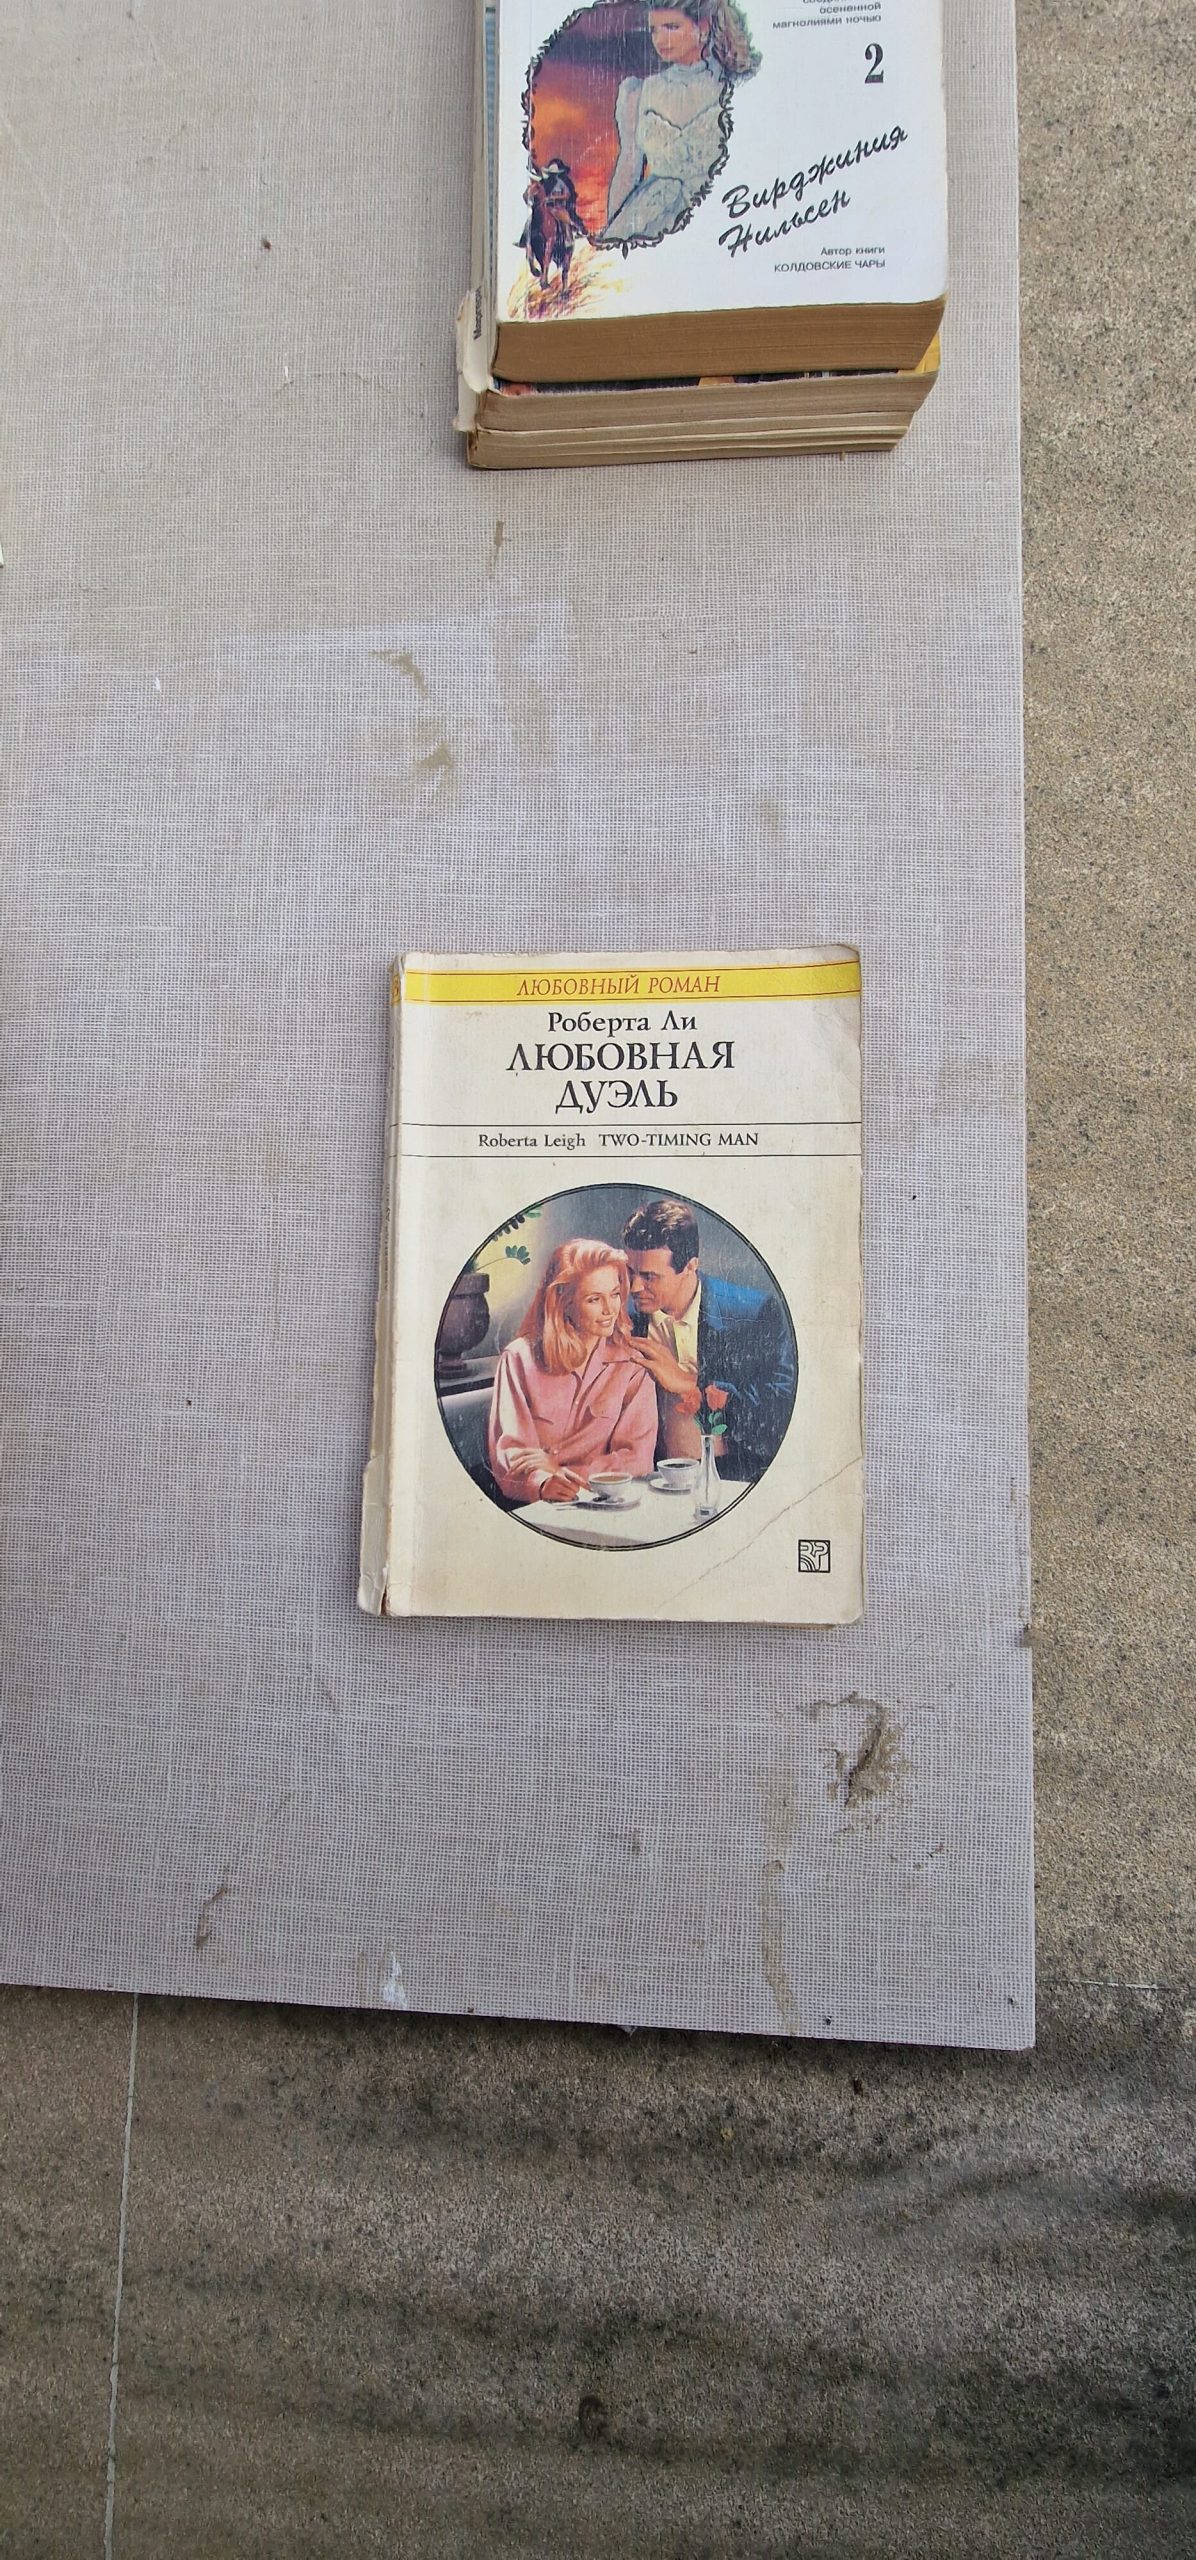 осененной
магнолиями ночью
2
Вирджиния
Нильсен
Автор книги
КОЛДОВСКИЕ ЧАРЫ
ЛЮБОВНЫЙ РОМАН
Роберта Ли
ЛЮБОВНАЯ
ДУЭЛЬ
Roberta Leigh TWO-TIMING MAN